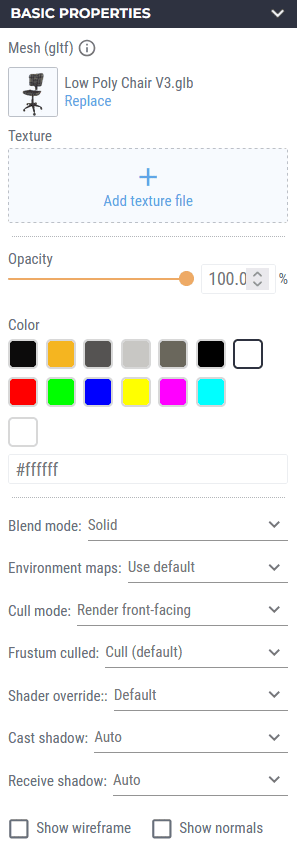 BASIC PROPERTIES
Mesh (gltf)
Low Poly Chair V3.glb
Replace
Texture
+
Add texture file
Opacity
100.0 %
Color
#ffffff
Blend mode: Solid
Environment maps: Use default
Cull mode: Render front-facing
Frustum culled: Cull (default)
Shader override:: Default
Cast shadow: Auto
Receive shadow: Auto
Show wireframe Show normals